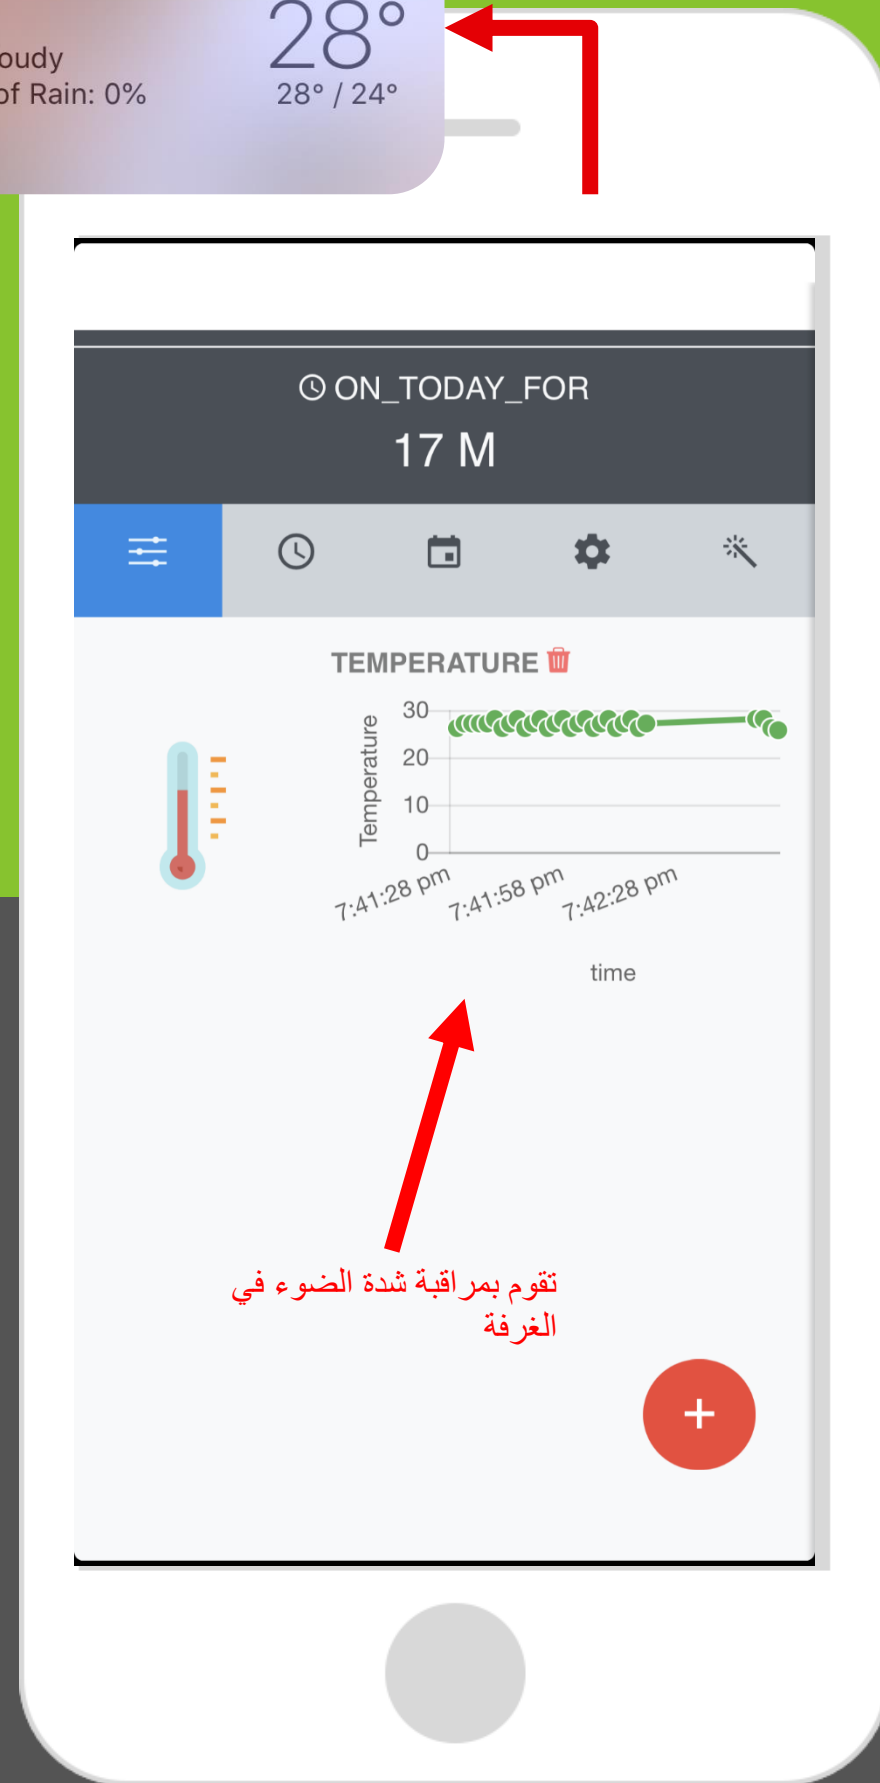 28°
oudy
of Rain: 0%
28° / 24°
ON_TODAY_FOR
17 M
TEMPERATURE
Temperature
30
20
10
0
7:41:28 pm
7:41:58 pm
7:42:28 pm
time
تقوم بمراقبة شدة الضوء في
الغرفة
+